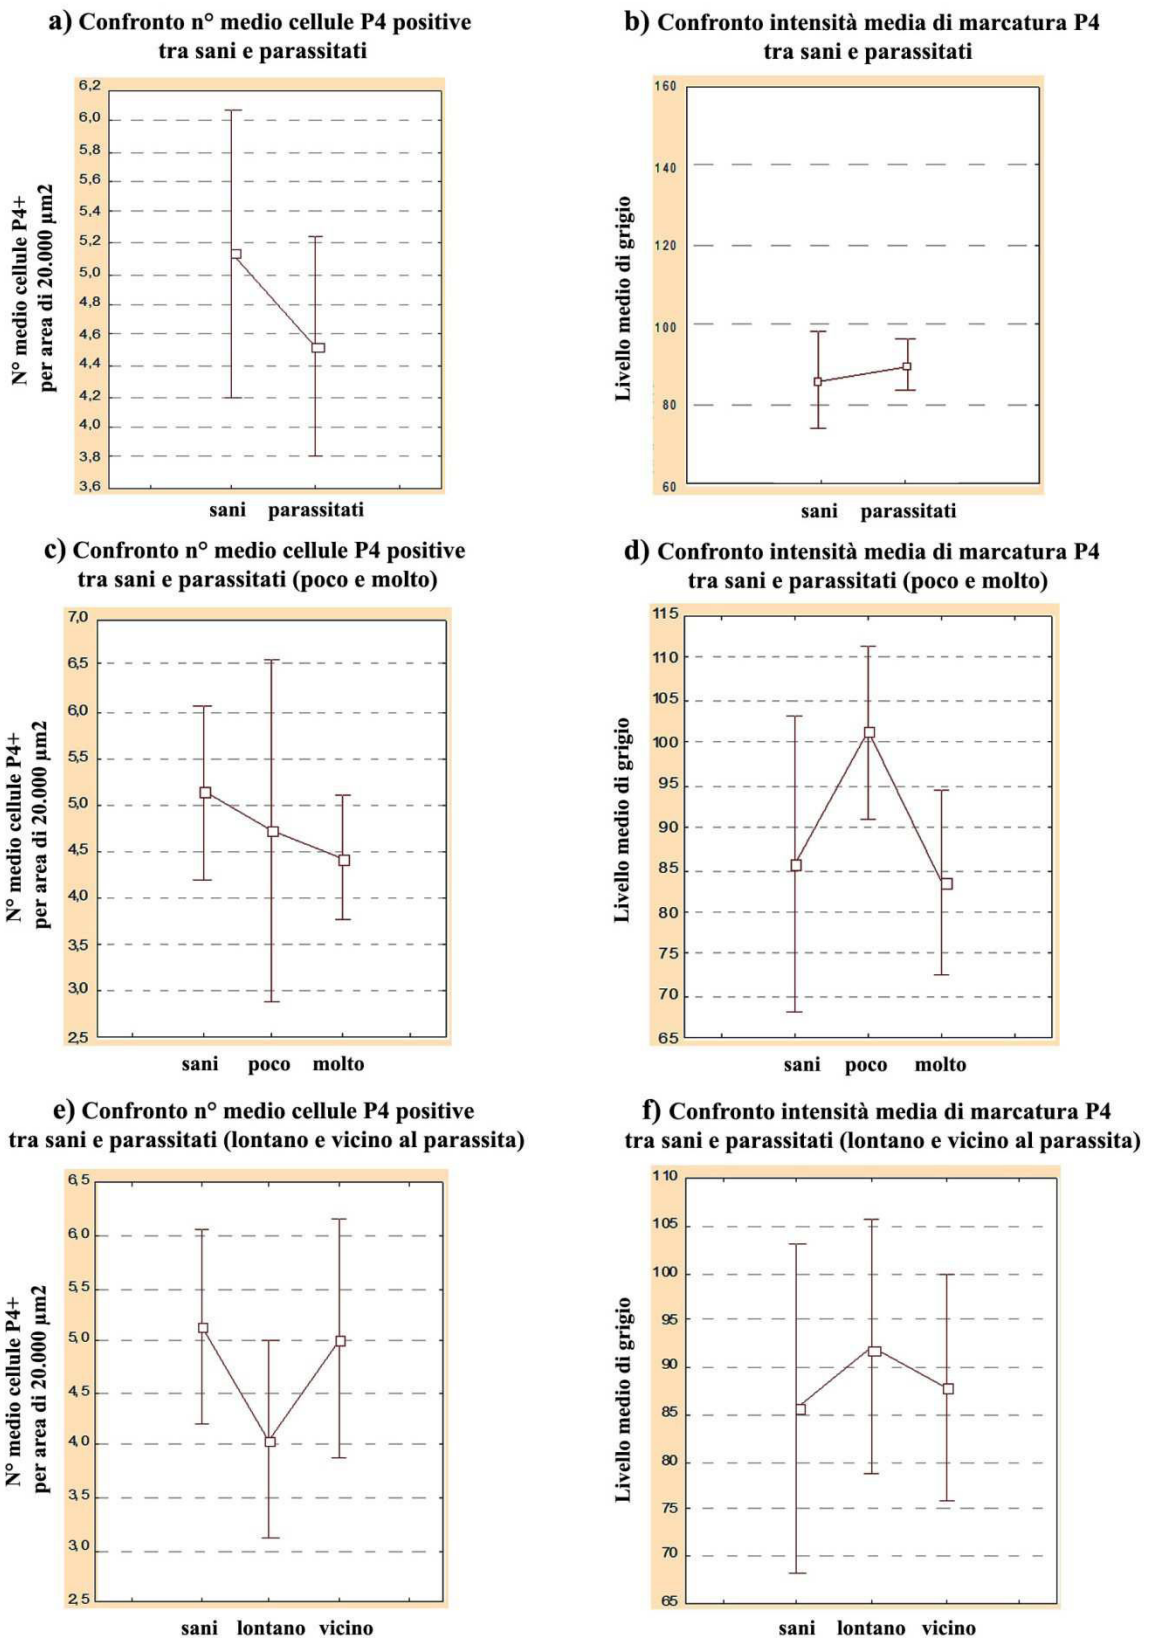 a) Confronto n° medio cellule P4 positive
tra sani e parassitati
N° medio cellule P4+
per area di 20.000 µm2
6,2
6,0
5,8
5,6
5,4
5,2
5,0
4,8
4,6
4,4
4,2
4,0
3,8
3,6
sani parassitati
b) Confronto intensità media di marcatura P4
tra sani e parassitati
Livello medio di grigio
160
140
120
100
80
60
sani parassitati
c) Confronto n° medio cellule P4 positive
tra sani e parassitati (poco e molto)
N° medio cellule P4+
per area di 20.000 µm2
7,0
6,5
6,0
5,5
5,0
4,5
4,0
3,5
3,0
2,5
sani poco molto
d) Confronto intensità media di marcatura P4
tra sani e parassitati (poco e molto)
Livello medio di grigio
115
110
105
100
95
90
85
80
75
70
65
sani poco molto
e) Confronto n° medio cellule P4 positive
tra sani e parassitati (lontano e vicino al parassita)
N° medio cellule P4+
per area di 20.000 µm2
6,5
6,0
5,5
5,0
4,5
4,0
3,5
3,0
2,5
sani lontano vicino
f) Confronto intensità media di marcatura P4
tra sani e parassitati (lontano e vicino al parassita)
Livello medio di grigio
110
105
100
95
90
85
80
75
70
65
sani lontano vicino